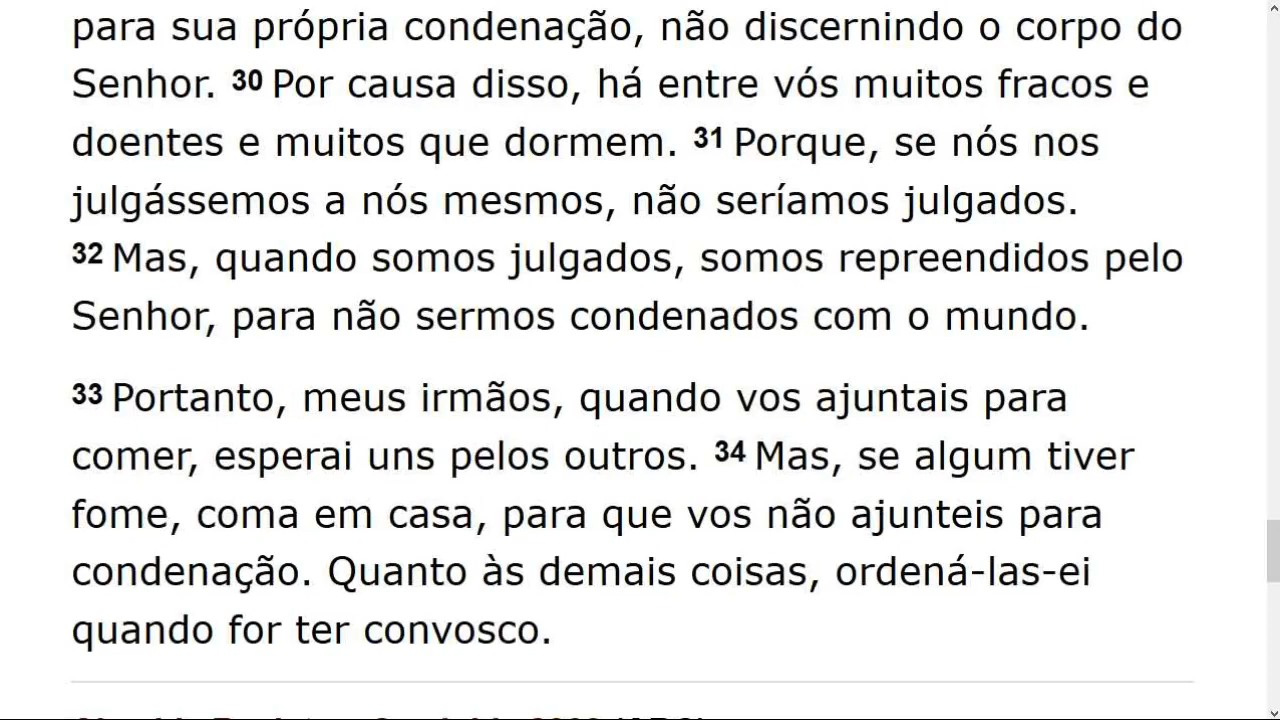 para sua própria condenação, não discernindo o corpo do
Senhor. 30 Por causa disso, há entre vós muitos fracos e
doentes e muitos que dormem. 31 Porque, se nós nos
julgássemos a nós mesmos, não seríamos julgados.
32 Mas, quando somos julgados, somos repreendidos pelo
Senhor, para não sermos condenados com o mundo.
33 Portanto, meus irmãos, quando vos ajuntais para
comer, esperai uns pelos outros. 34 Mas, se algum tiver
fome, coma em casa, para que vos não ajunteis para
condenação. Quanto às demais coisas, ordená-las-ei
quando for ter convosco.